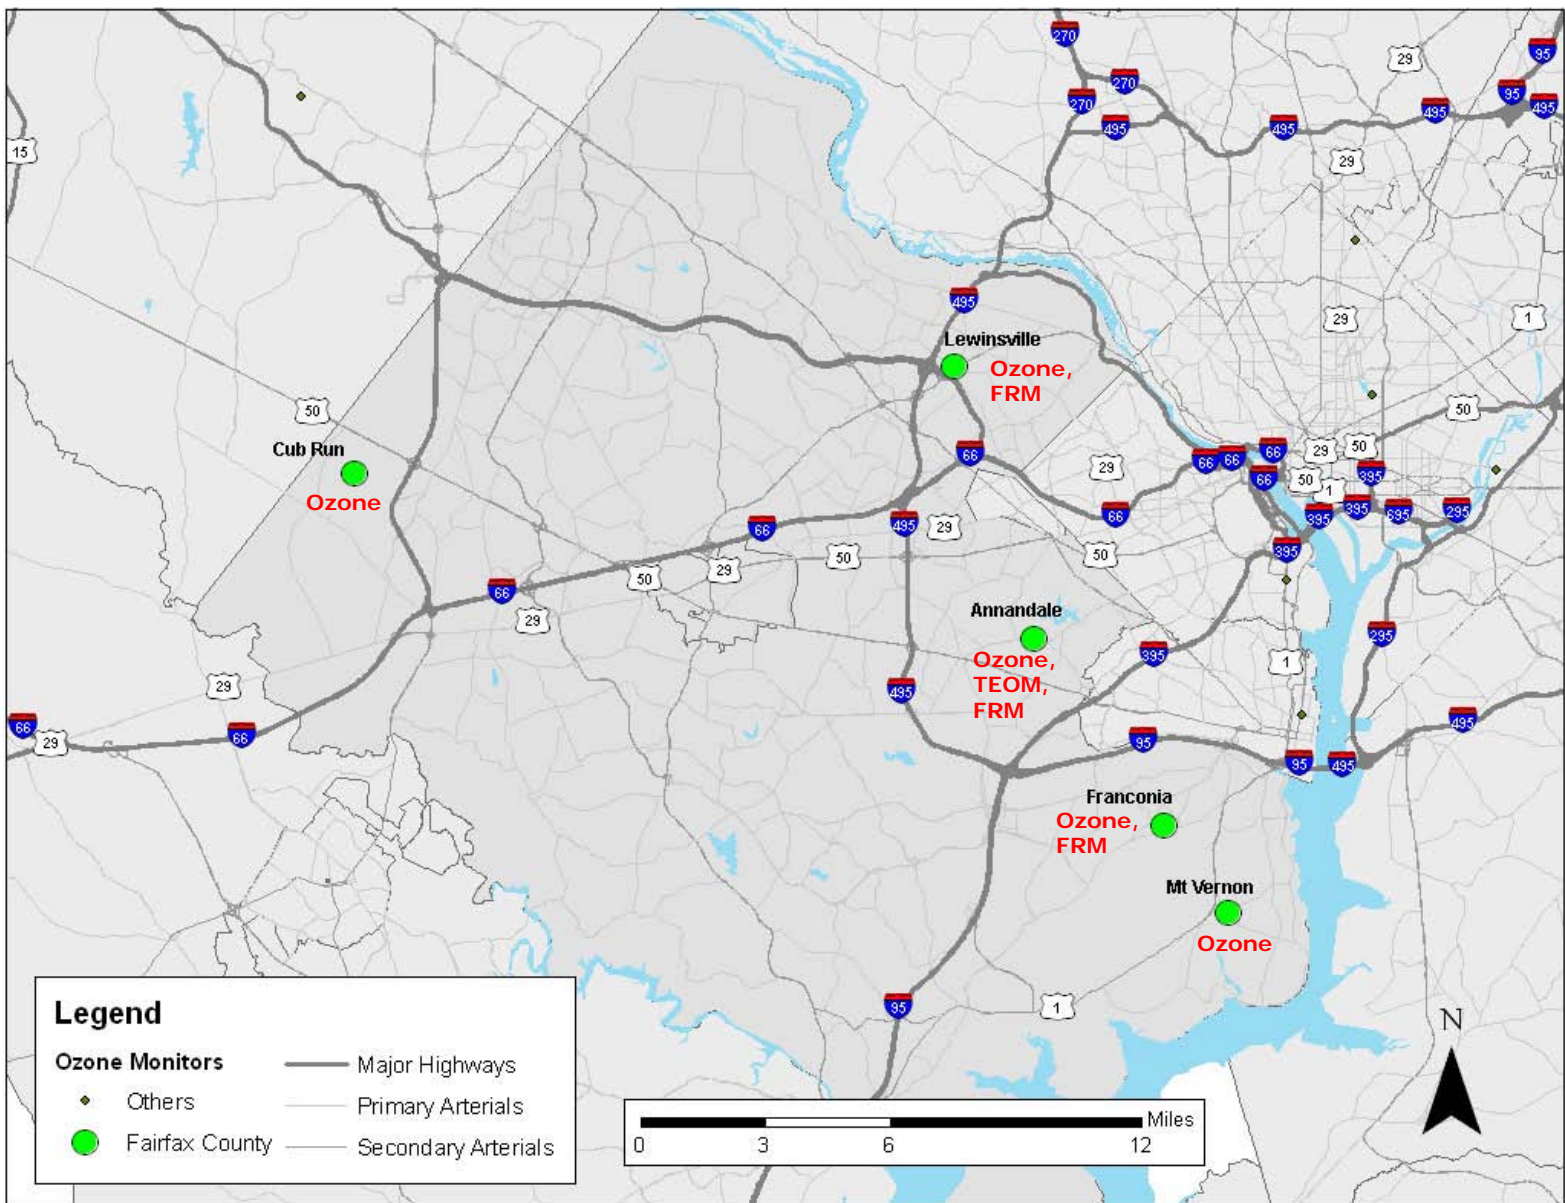 270
95
29
270
270
95
495
495
495
495
15
29
495
29
1
Lewinsville
Ozone,
FRM
50
50
Cub Run
Ozone
66
29
66
66
66
29
50
50
66
395
1
66
495
29
66
395
395
695
295
50
50
395
29
50
66
29
Annandale
Ozone,
TEOM,
FRM
295
395
1
29
495
66
29
66
95
495
95
495
Franconia
Ozone,
FRM
Mt Vernon
Ozone
95
1
N
Legend
Ozone Monitors
Others
Fairfax County
Major Highways
Primary Arterials
Secondary Arterials
Miles
0 3 6 12